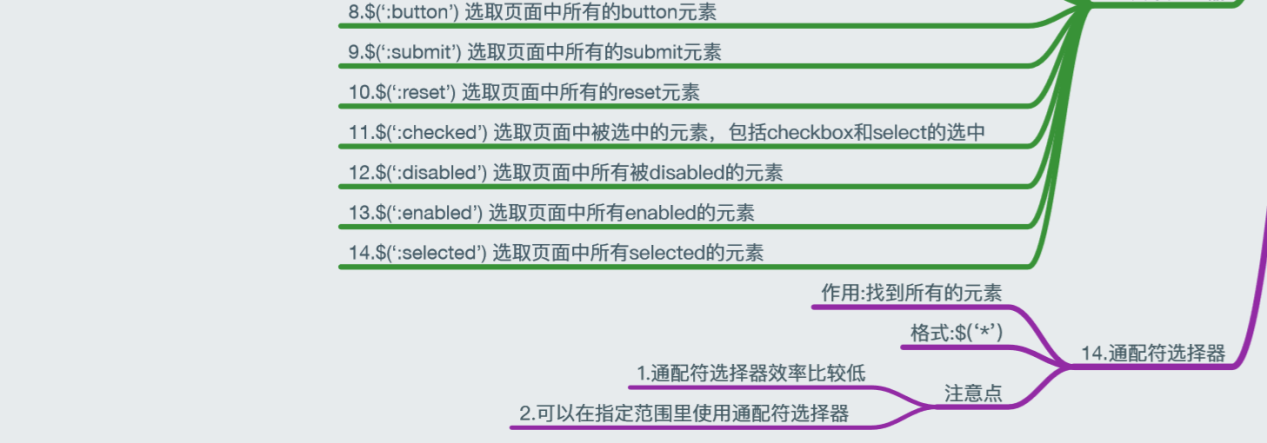 8.$(‘:button’) 选取页面中所有的button元素
9.$(‘:submit’) 选取页面中所有的submit元素
10.$(‘:reset’) 选取页面中所有的reset元素
11.$(‘:checked’) 选取页面中被选中的元素，包括checkbox和select的选中
12.$(‘:disabled’) 选取页面中所有被disabled的元素
13.$(‘:enabled’) 选取页面中所有enabled的元素
14.$(‘:selected’) 选取页面中所有selected的元素
14.通配符选择器
作用:找到所有的元素
格式:$(‘*’)
注意点
1.通配符选择器效率比较低
2.可以在指定范围里使用通配符选择器